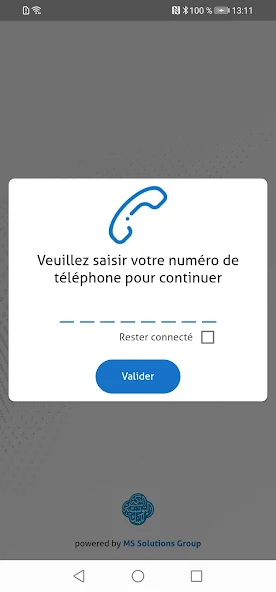 100 % 13:11
Veuillez saisir votre numéro de
téléphone pour continuer
Rester connecté
Valider
powered by MS Solutions Group